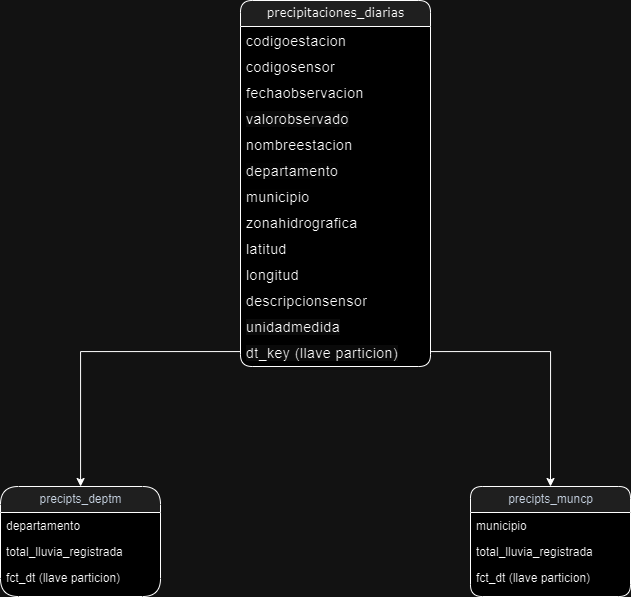 precipitaciones_diarias
codigoestacion
codigosensor
fechaobservacion
valorobservado
nombreestacion
departamento
municipio
zonahidrografica
latitud
longitud
descripcionsensor
unidadmedida
dt_key (llave particion)
precipts_deptm
departamento
total_lluvia_registrada
fct_dt (llave particion)
precipts_muncp
municipio
total_lluvia_registrada
fct_dt (llave particion)